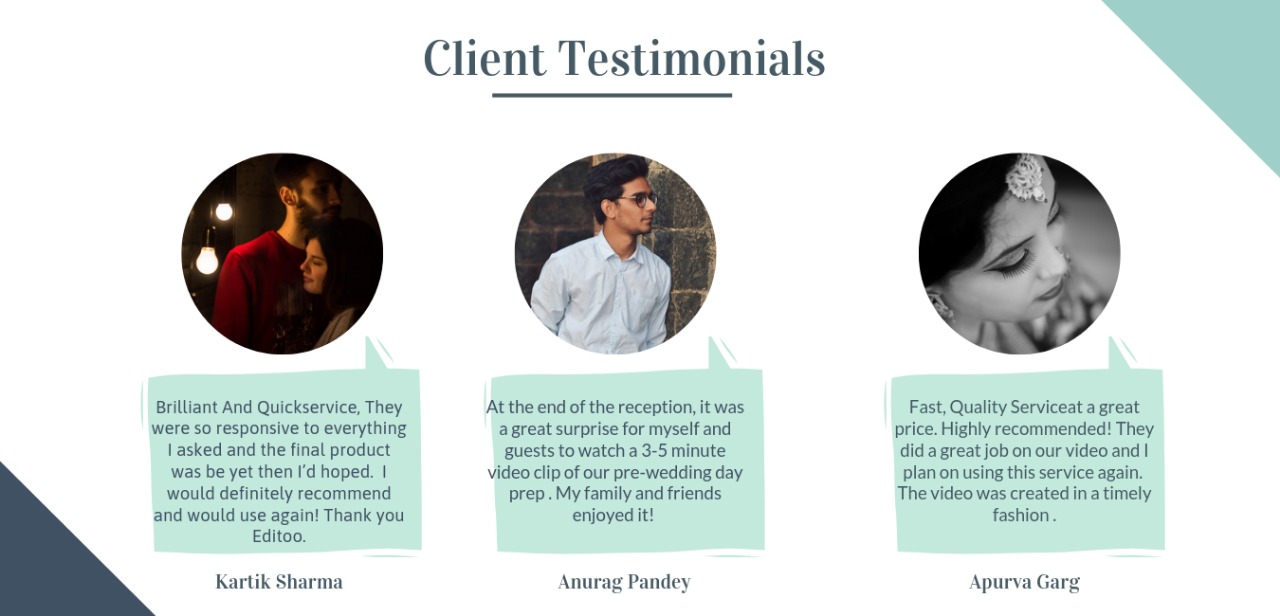 Client Testimonials
Brilliant And Quickservice, They
were so responsive to everything
I asked and the final product
was be yet then I'd hoped. I
would definitely recommend
and would use again! Thank you
Editoo.
Kartik Sharma
At the end of the reception, it was
a great surprise for myself and
guests to watch a 3-5 minute
video clip of our pre-wedding day
prep . My family and friends
enjoyed it!
Anurag Pandey
Fast, Quality Serviceat a great
price. Highly recommended! They
did a great job on our video and I
plan on using this service again.
The video was created in a timely
fashion .
Apurva Garg